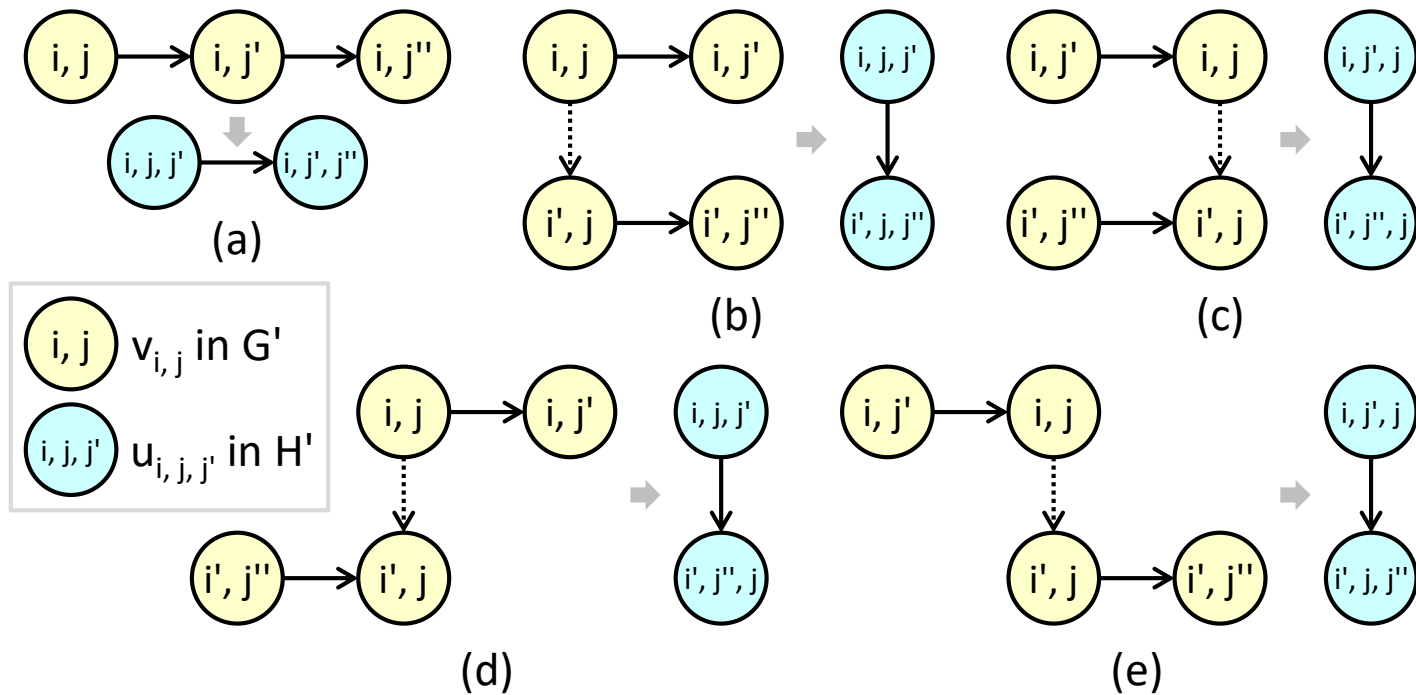 i, j
i, j'
i, j''
i, j, j'
i, j', j''
(a)
i, j
i, j'
i, j, j'
i', j
i', j''
i', j, j''
(b)
i, j'
i, j
i, j', j
i', j''
i', j
i', j'', j
(c)
i, j v_{i, j} in G'
i, j, j' u_{i, j, j'} in H'
i, j
i, j'
i, j, j'
i', j''
i', j
i', j'', j
(d)
i, j'
i, j
i, j', j
i', j
i', j''
i', j, j''
(e)